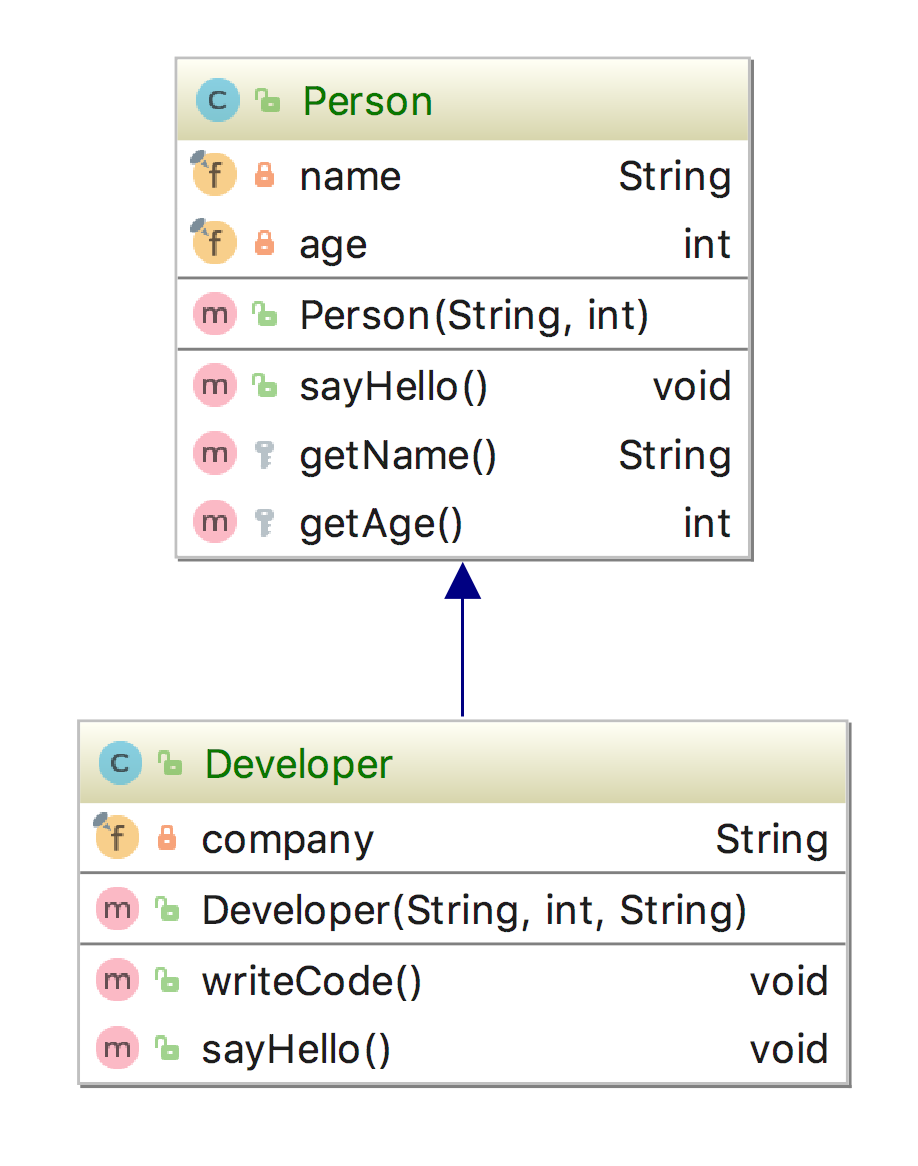 C Person
f name String
f age int
m Person(String, int)
m sayHello() void
m getName() String
m getAge() int
C Developer
f company String
m Developer(String, int, String)
m writeCode() void
m sayHello() void